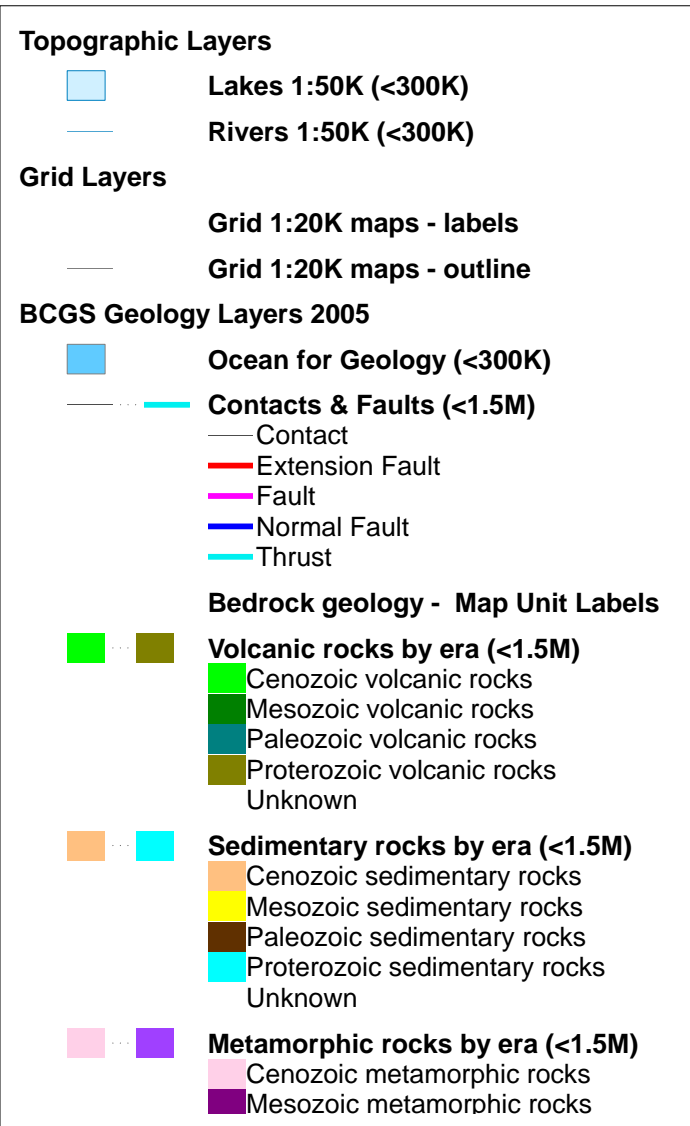 Topographic Layers
Lakes 1:50K (<300K)
Rivers 1:50K (<300K)
Grid Layers
Grid 1:20K maps - labels
Grid 1:20K maps - outline
BCGS Geology Layers 2005
Ocean for Geology (<300K)
Contacts & Faults (<1.5M)
Contact
Extension Fault
Fault
Normal Fault
Thrust
Bedrock geology -  Map Unit Labels
Volcanic rocks by era (<1.5M)
Cenozoic volcanic rocks
Mesozoic volcanic rocks
Paleozoic volcanic rocks
Proterozoic volcanic rocks
Unknown
Sedimentary rocks by era (<1.5M)
Cenozoic sedimentary rocks
Mesozoic sedimentary rocks
Paleozoic sedimentary rocks
Proterozoic sedimentary rocks
Unknown
Metamorphic rocks by era (<1.5M)
Cenozoic metamorphic rocks
Mesozoic metamorphic rocks